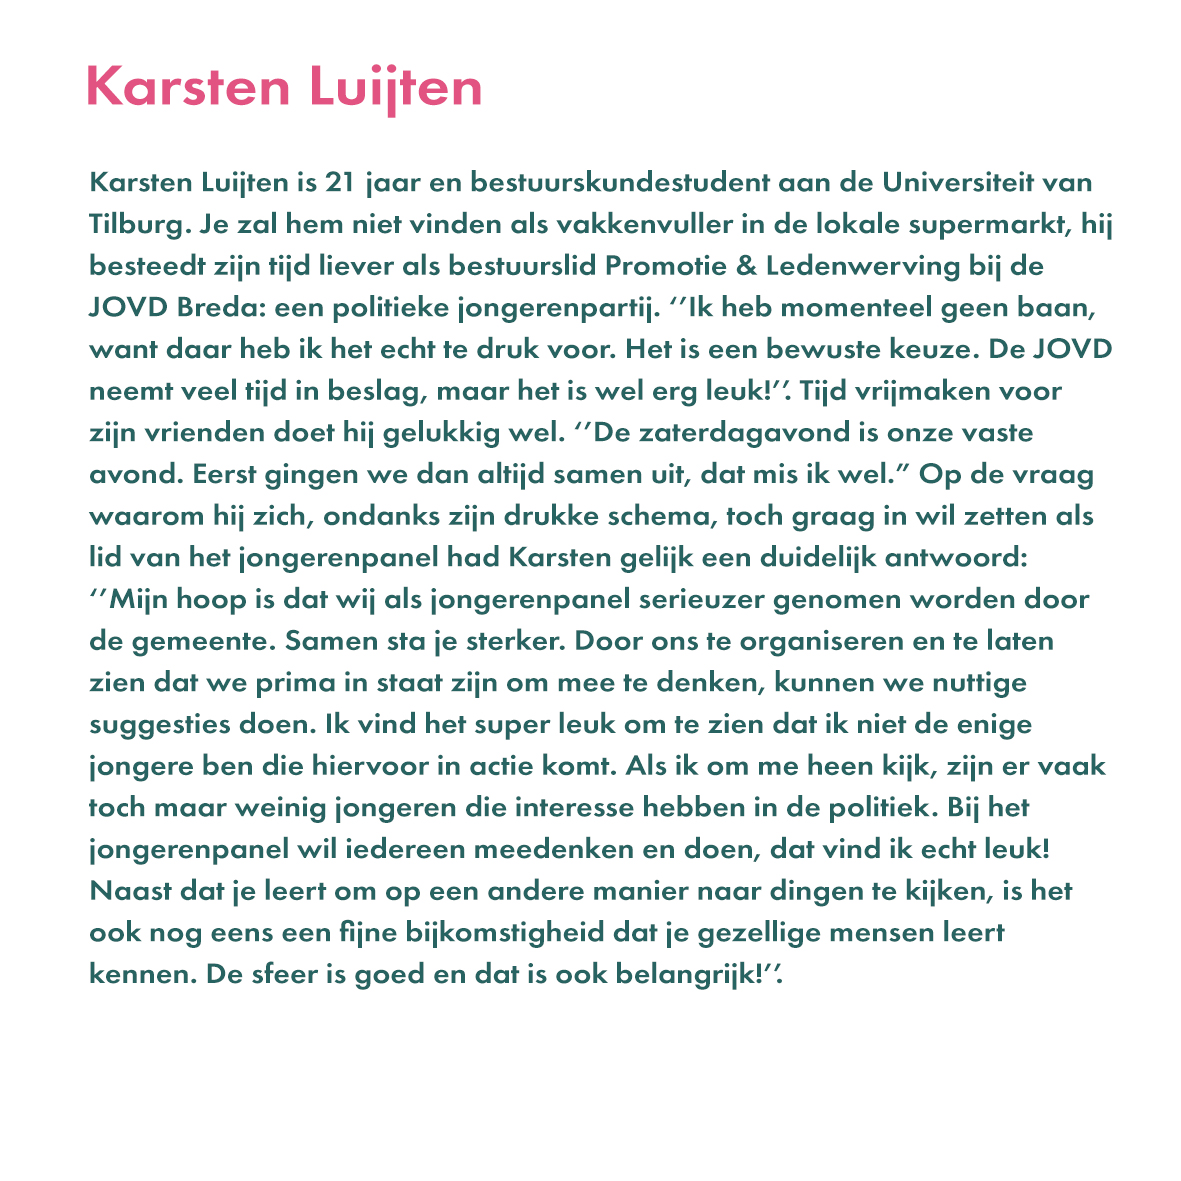 Karsten Luijten
Karsten Luijten is 21 jaar en bestuurskundestudent aan de Universiteit van
Tilburg. Je zal hem niet vinden als vakkenvuller in de lokale supermarkt, hij
besteedt zijn tijd liever als bestuurslid Promotie & Ledenwerving bij de
JOVD Breda: een politieke jongerenpartij. ‘’Ik heb momenteel geen baan,
want daar heb ik het echt te druk voor. Het is een bewuste keuze. De JOVD
neemt veel tijd in beslag, maar het is wel erg leuk!’’. Tijd vrijmaken voor
zijn vrienden doet hij gelukkig wel. ‘’De zaterdagavond is onze vaste
avond. Eerst gingen we dan altijd samen uit, dat mis ik wel.” Op de vraag
waarom hij zich, ondanks zijn drukke schema, toch graag in wil zetten als
lid van het jongerenpanel had Karsten gelijk een duidelijk antwoord:
‘’Mijn hoop is dat wij als jongerenpanel serieuzer genomen worden door
de gemeente. Samen sta je sterker. Door ons te organiseren en te laten
zien dat we prima in staat zijn om mee te denken, kunnen we nuttige
suggesties doen. Ik vind het super leuk om te zien dat ik niet de enige
jongere ben die hiervoor in actie komt. Als ik om me heen kijk, zijn er vaak
toch maar weinig jongeren die interesse hebben in de politiek. Bij het
jongerenpanel wil iedereen meedenken en doen, dat vind ik echt leuk!
Naast dat je leert om op een andere manier naar dingen te kijken, is het
ook nog eens een fijne bijkomstigheid dat je gezellige mensen leert
kennen. De sfeer is goed en dat is ook belangrijk!’’.